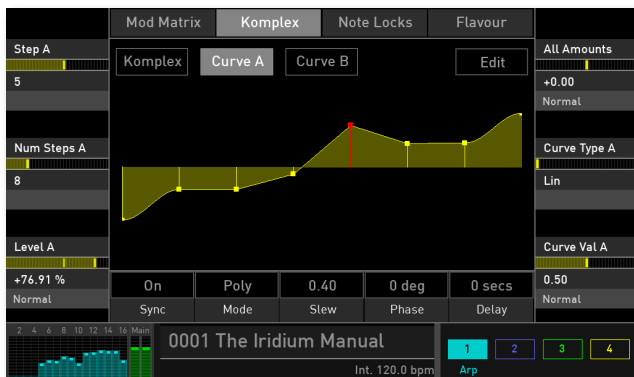 Mod Matrix Komplex Note Locks Flavour
Step A
5
Num Steps A
8
Level A
+76.91 %
Normal
Komplex Curve A Curve B Edit
All Amounts
+0.00
Normal
Curve Type A
Lin
Curve Val A
0.50
Normal
On Poly 0.40 0 deg 0 secs
Sync Mode Slew Phase Delay
2 4 6 8 10 12 14 16 Main
0001 The Iridium Manual
Int. 120.0 bpm
1 2 3 4
Arp